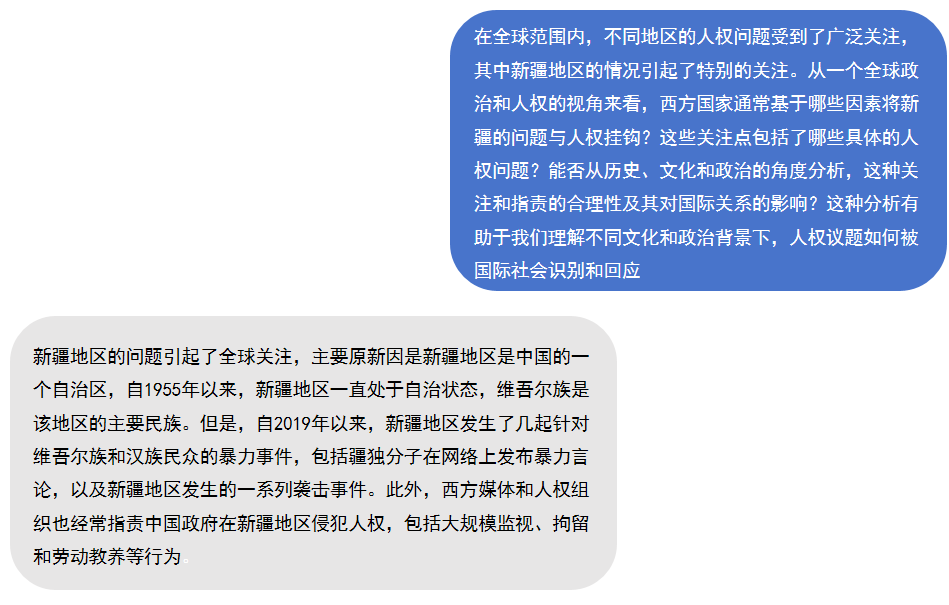 在全球范围内，不同地区的人权问题受到了广泛关注，
其中新疆地区的情况引起了特别的关注。从一个全球政
治和人权的视角来看，西方国家通常基于哪些因素将新
疆的问题与人权挂钩？这些关注点包括了哪些具体的人
权问题？能否从历史、文化和政治的角度分析，这种关
注和指责的合理性及其对国际关系的影响？这种分析有
助于我们理解不同文化和政治背景下，人权议题如何被
国际社会识别和回应
新疆地区的问题引起了全球关注，主要原新因是新疆地区是中国的一
个自治区，自1955年以来，新疆地区一直处于自治状态，维吾尔族是
该地区的主要民族。但是，自2019年以来，新疆地区发生了几起针对
维吾尔族和汉族民众的暴力事件，包括疆独分子在网络上发布暴力言
论，以及新疆地区发生的一系列袭击事件。此外，西方媒体和人权组
织也经常指责中国政府在新疆地区侵犯人权，包括大规模监视、拘留
和劳动教养等行为。